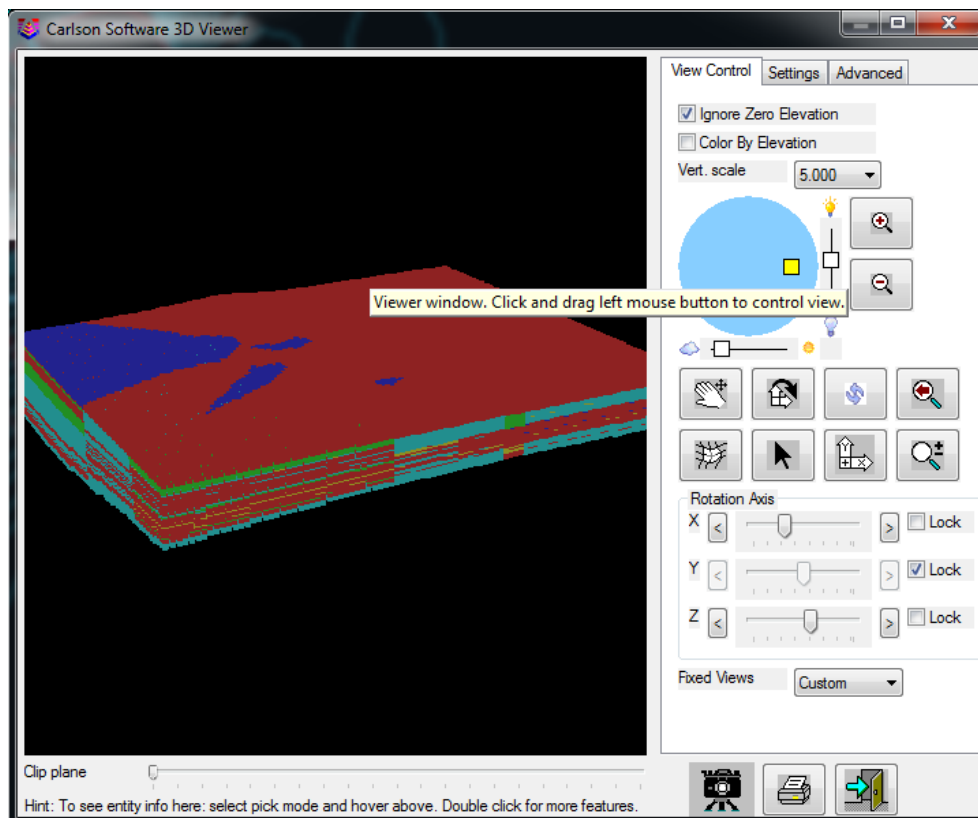 Carlson Software 3D Viewer
View Control Settings Advanced
Ignore Zero Elevation
Color By Elevation
Vert. scale 5.000
Viewer window. Click and drag left mouse button to control view.
Rotation Axis
X < > Lock
Y < > Lock
Z < > Lock
Fixed Views Custom
Clip plane
Hint: To see entity info here: select pick mode and hover above. Double click for more features.